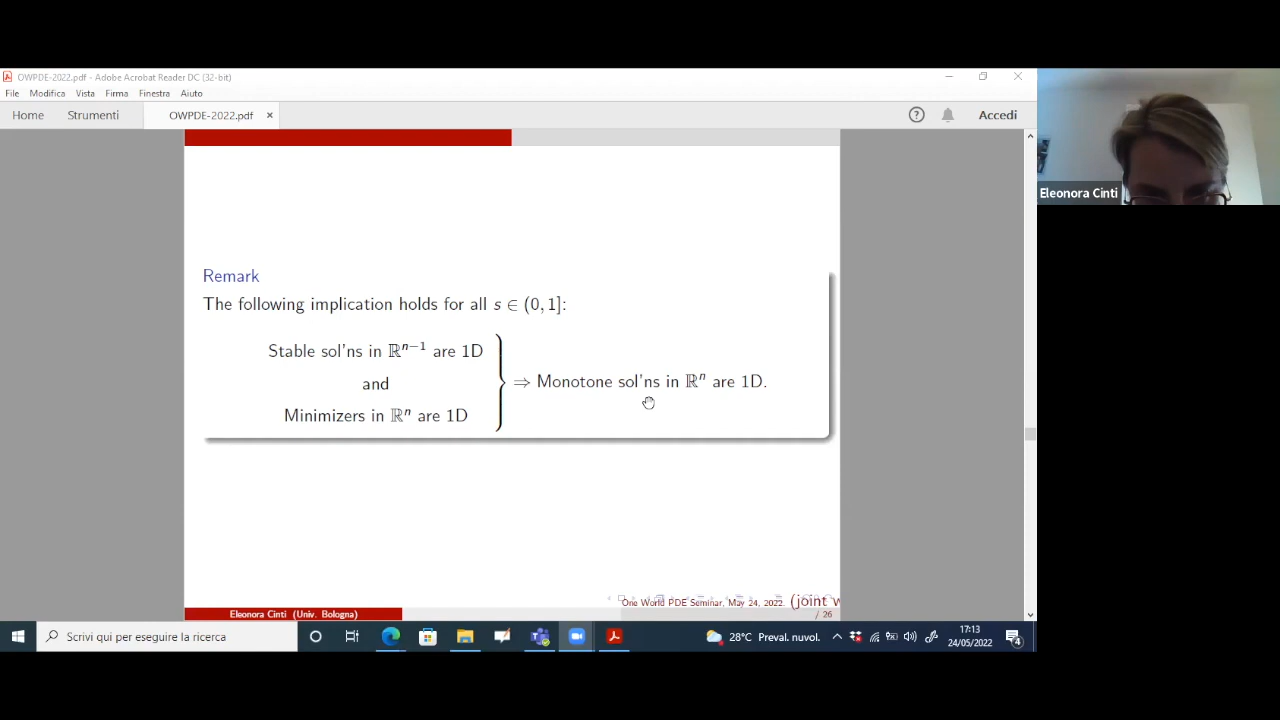 OWPDE-2022.pdf - Adobe Acrobat Reader DC (32-bit)
File Modifica Vista Firma Finestra Aiuto
Home Strumenti OWPDE-2022.pdf × ? Accedi
Eleonora Cinti
Remark
The following implication holds for all s ∈ (0, 1]:
Stable sol'ns in ℝⁿ⁻¹ are 1D
and
Minimizers in ℝⁿ are 1D
⇒ Monotone sol'ns in ℝⁿ are 1D.
One World PDE Seminar, May 24, 2022. (joint w
Eleonora Cinti (Univ. Bologna)
/ 26
Scrivi qui per eseguire la ricerca
28°C Preval. nuvol.
17:13
24/05/2022
4